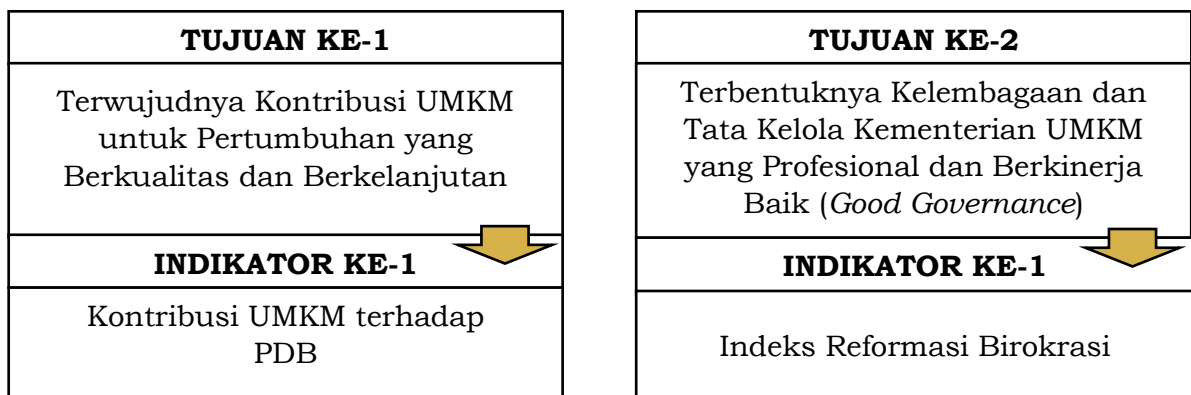 TUJUAN KE-1
Terwujudnya Kontribusi UMKM
untuk Pertumbuhan yang
Berkualitas dan Berkelanjutan
INDIKATOR KE-1
Kontribusi UMKM terhadap
PDB
TUJUAN KE-2
Terbentuknya Kelembagaan dan
Tata Kelola Kementerian UMKM
yang Profesional dan Berkinerja
Baik (Good Governance)
INDIKATOR KE-1
Indeks Reformasi Birokrasi